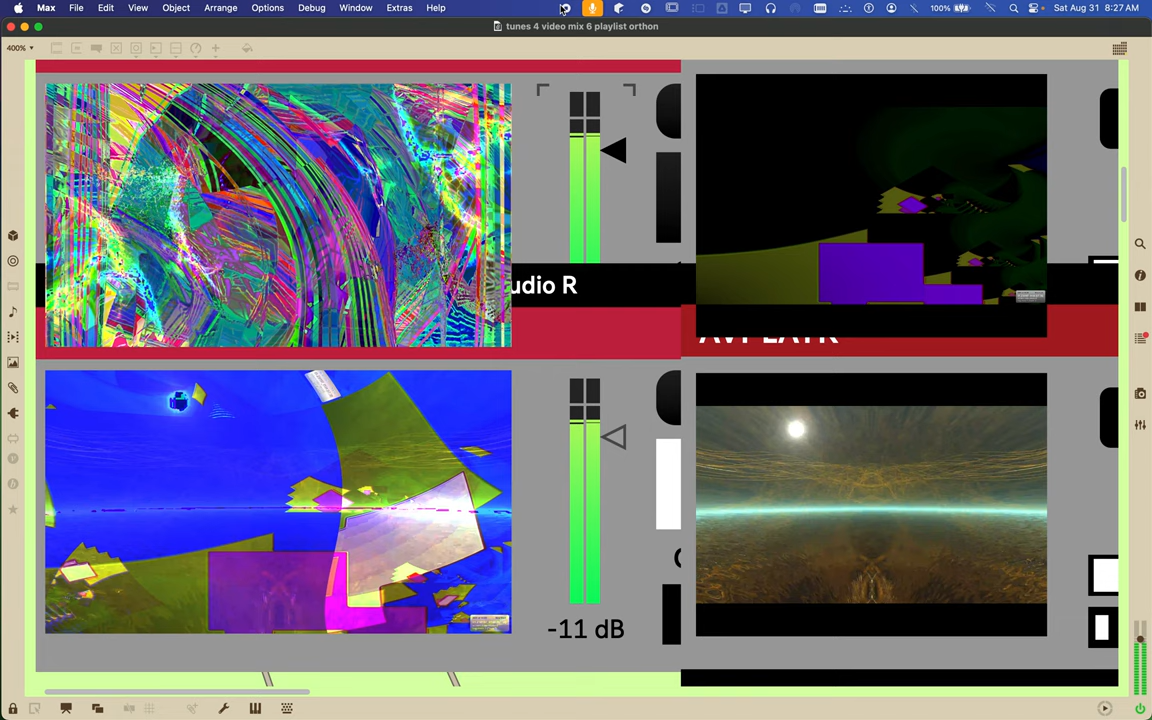 Max File Edit View Object Arrange Options Debug Window Extras Help
100% Sat Aug 31 8:27 AM
tunes 4 video mix 6 playlist orthon
400%
udio R
AVPLAYR
-11 dB